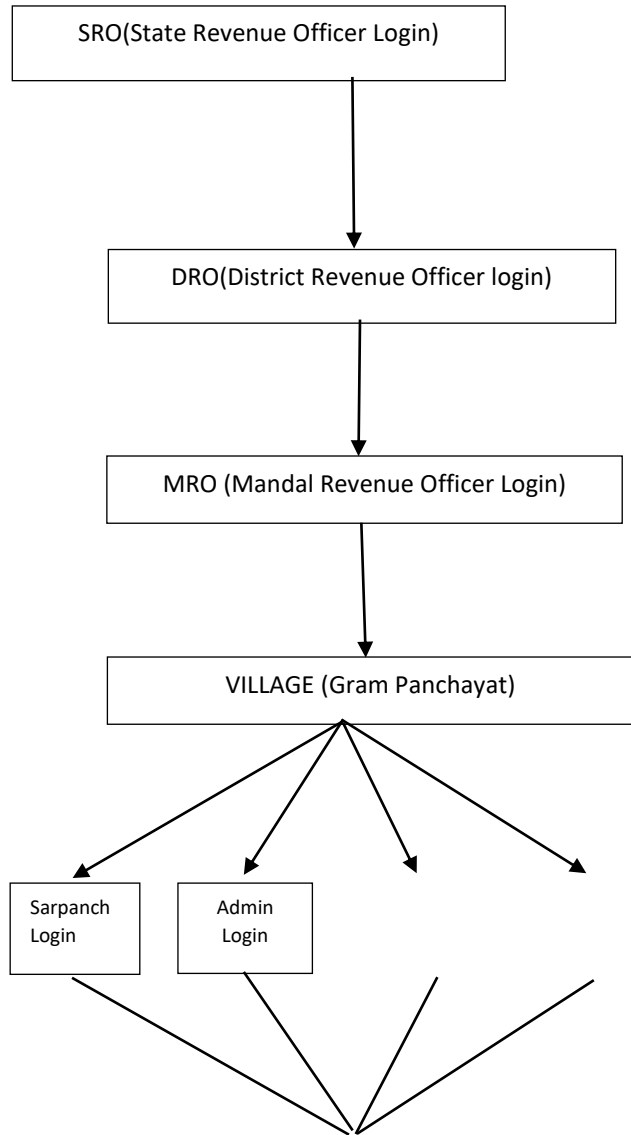 SRO(State Revenue Officer Login)
DRO(District Revenue Officer login)
MRO (Mandal Revenue Officer Login)
VILLAGE (Gram Panchayat)
Sarpanch
Login
Admin
Login